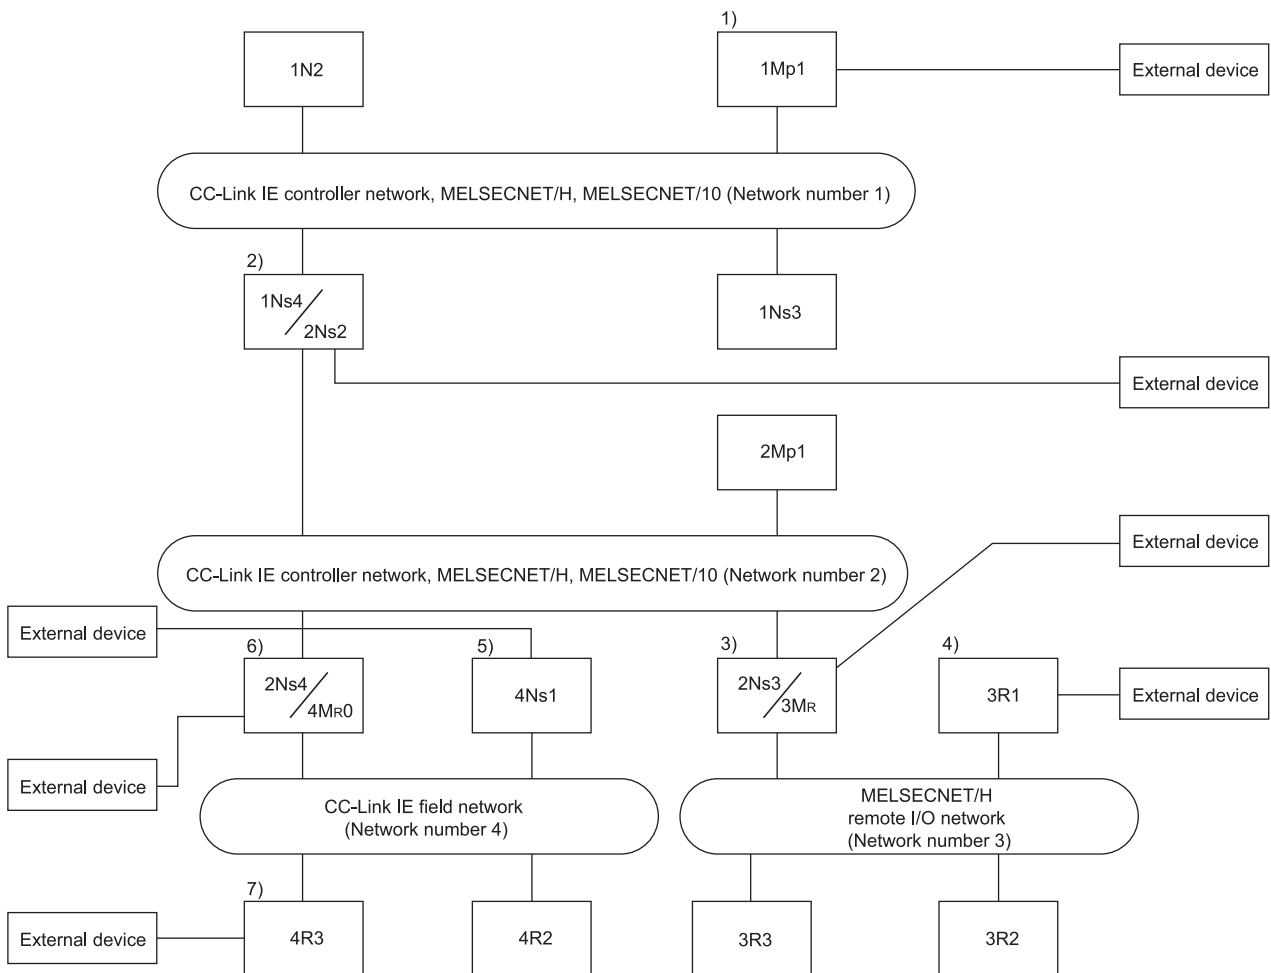 1)
1N2
1Mp1
External device
CC-Link IE controller network, MELSECNET/H, MELSECNET/10 (Network number 1)
2)
1Ns4
2Ns2
1Ns3
External device
2Mp1
External device
CC-Link IE controller network, MELSECNET/H, MELSECNET/10 (Network number 2)
External device
6)
5)
3)
4)
2Ns4
4MR0
4Ns1
2Ns3
3MR
3R1
External device
External device
CC-Link IE field network
(Network number 4)
MELSECNET/H
remote I/O network
(Network number 3)
7)
External device
4R3
4R2
3R3
3R2